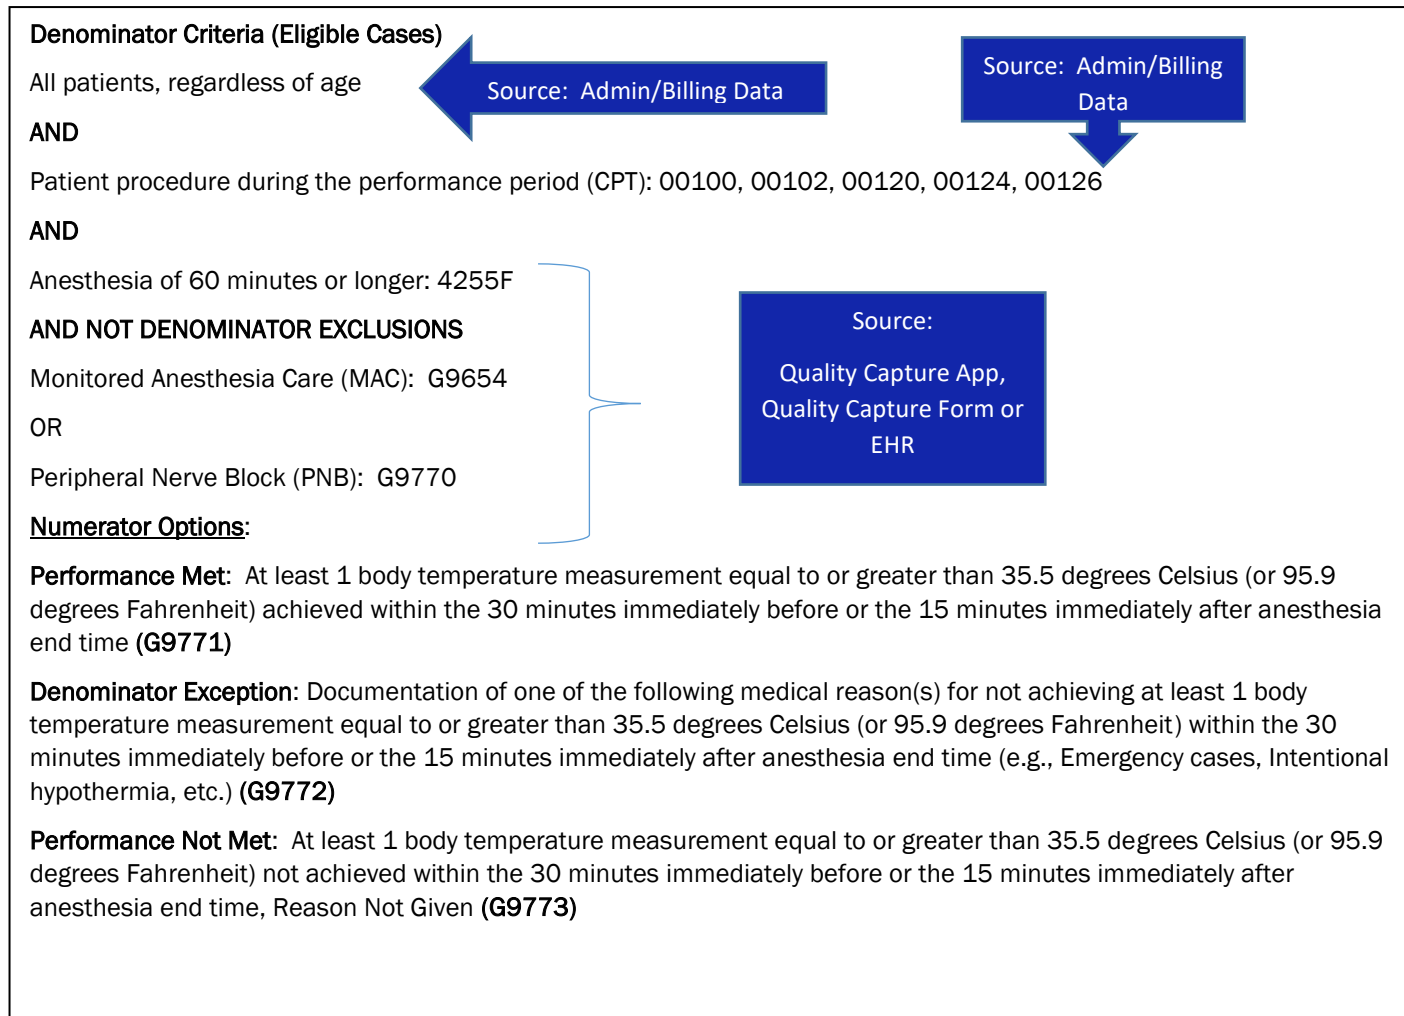 Denominator Criteria (Eligible Cases)
All patients, regardless of age
Source:  Admin/Billing Data
Source:  Admin/Billing
Data
AND
Patient procedure during the performance period (CPT): 00100, 00102, 00120, 00124, 00126
AND
Anesthesia of 60 minutes or longer: 4255F
AND NOT DENOMINATOR EXCLUSIONS
Monitored Anesthesia Care (MAC):  G9654
OR
Peripheral Nerve Block (PNB):  G9770
Source:
Quality Capture App,
Quality Capture Form or
EHR
Numerator Options:
Performance Met:  At least 1 body temperature measurement equal to or greater than 35.5 degrees Celsius (or 95.9
degrees Fahrenheit) achieved within the 30 minutes immediately before or the 15 minutes immediately after anesthesia
end time (G9771)
Denominator Exception: Documentation of one of the following medical reason(s) for not achieving at least 1 body
temperature measurement equal to or greater than 35.5 degrees Celsius (or 95.9 degrees Fahrenheit) within the 30
minutes immediately before or the 15 minutes immediately after anesthesia end time (e.g., Emergency cases, Intentional
hypothermia, etc.) (G9772)
Performance Not Met:  At least 1 body temperature measurement equal to or greater than 35.5 degrees Celsius (or 95.9
degrees Fahrenheit) not achieved within the 30 minutes immediately before or the 15 minutes immediately after
anesthesia end time, Reason Not Given (G9773)